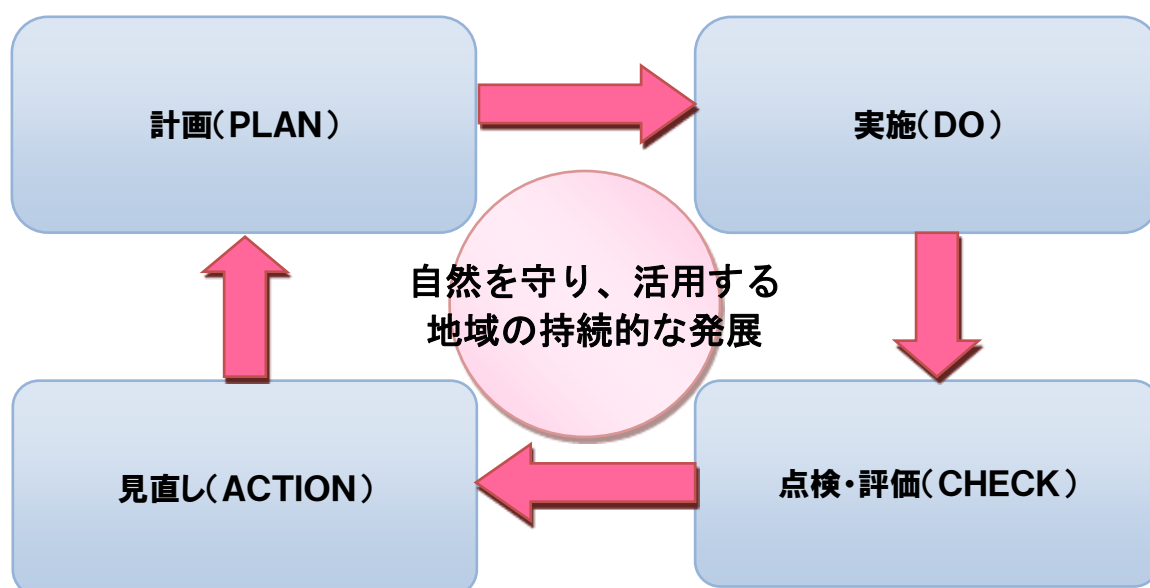 計画(PLAN)
実施(DO)
自然を守り、活用する
地域の持続的な発展
見直し(ACTION)
点検・評価(CHECK)